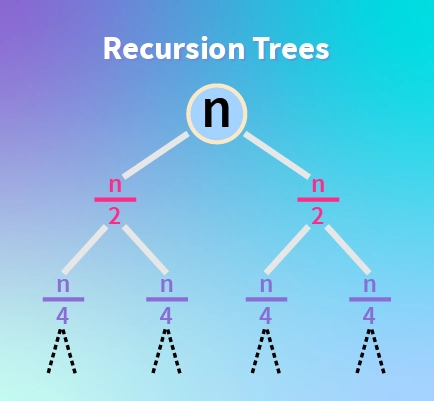 Recursion Trees
n
n n
2 2
n n n n
4 4 4 4